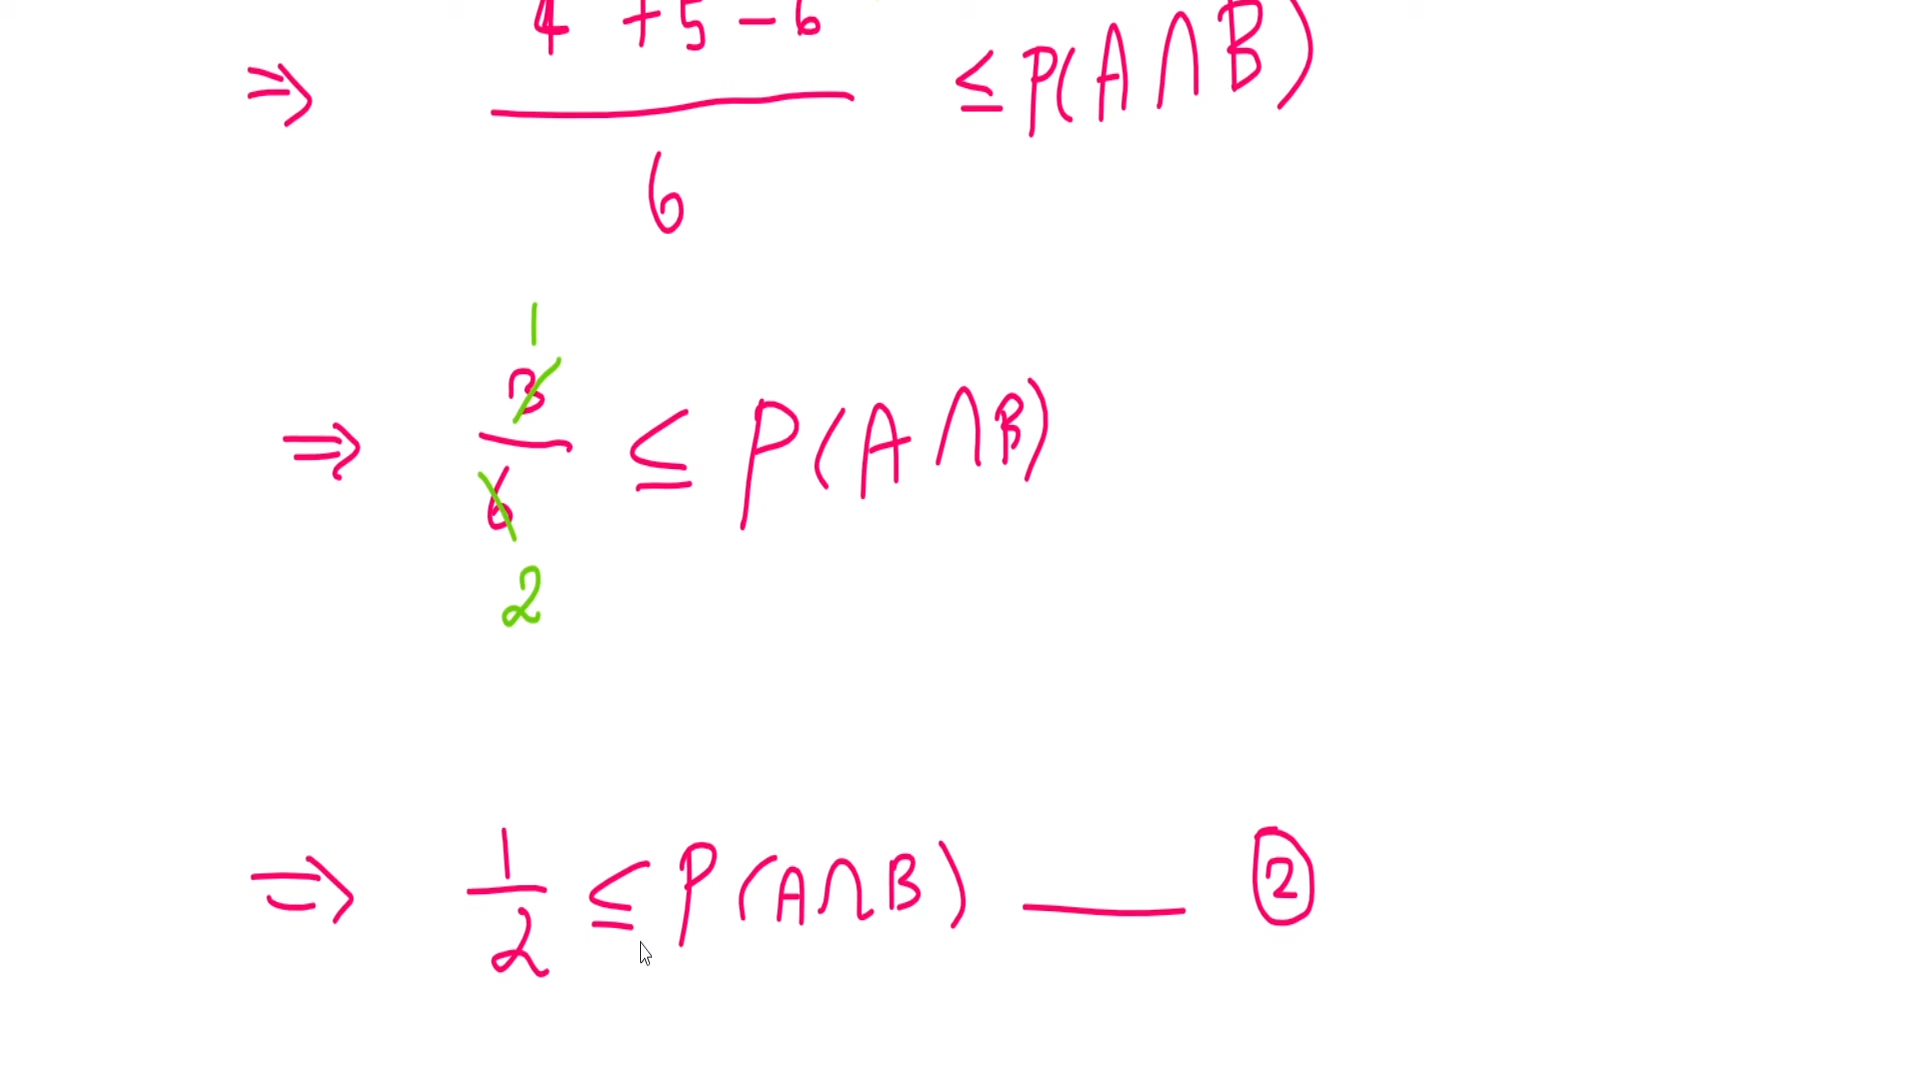 ⇒ 4 + 5 - 6 / 6 ≤ P(A∩B)
1
⇒ 3/6 ≤ P(A∩B)
2
⇒ 1/2 ≤ P(A∩B) —— ②